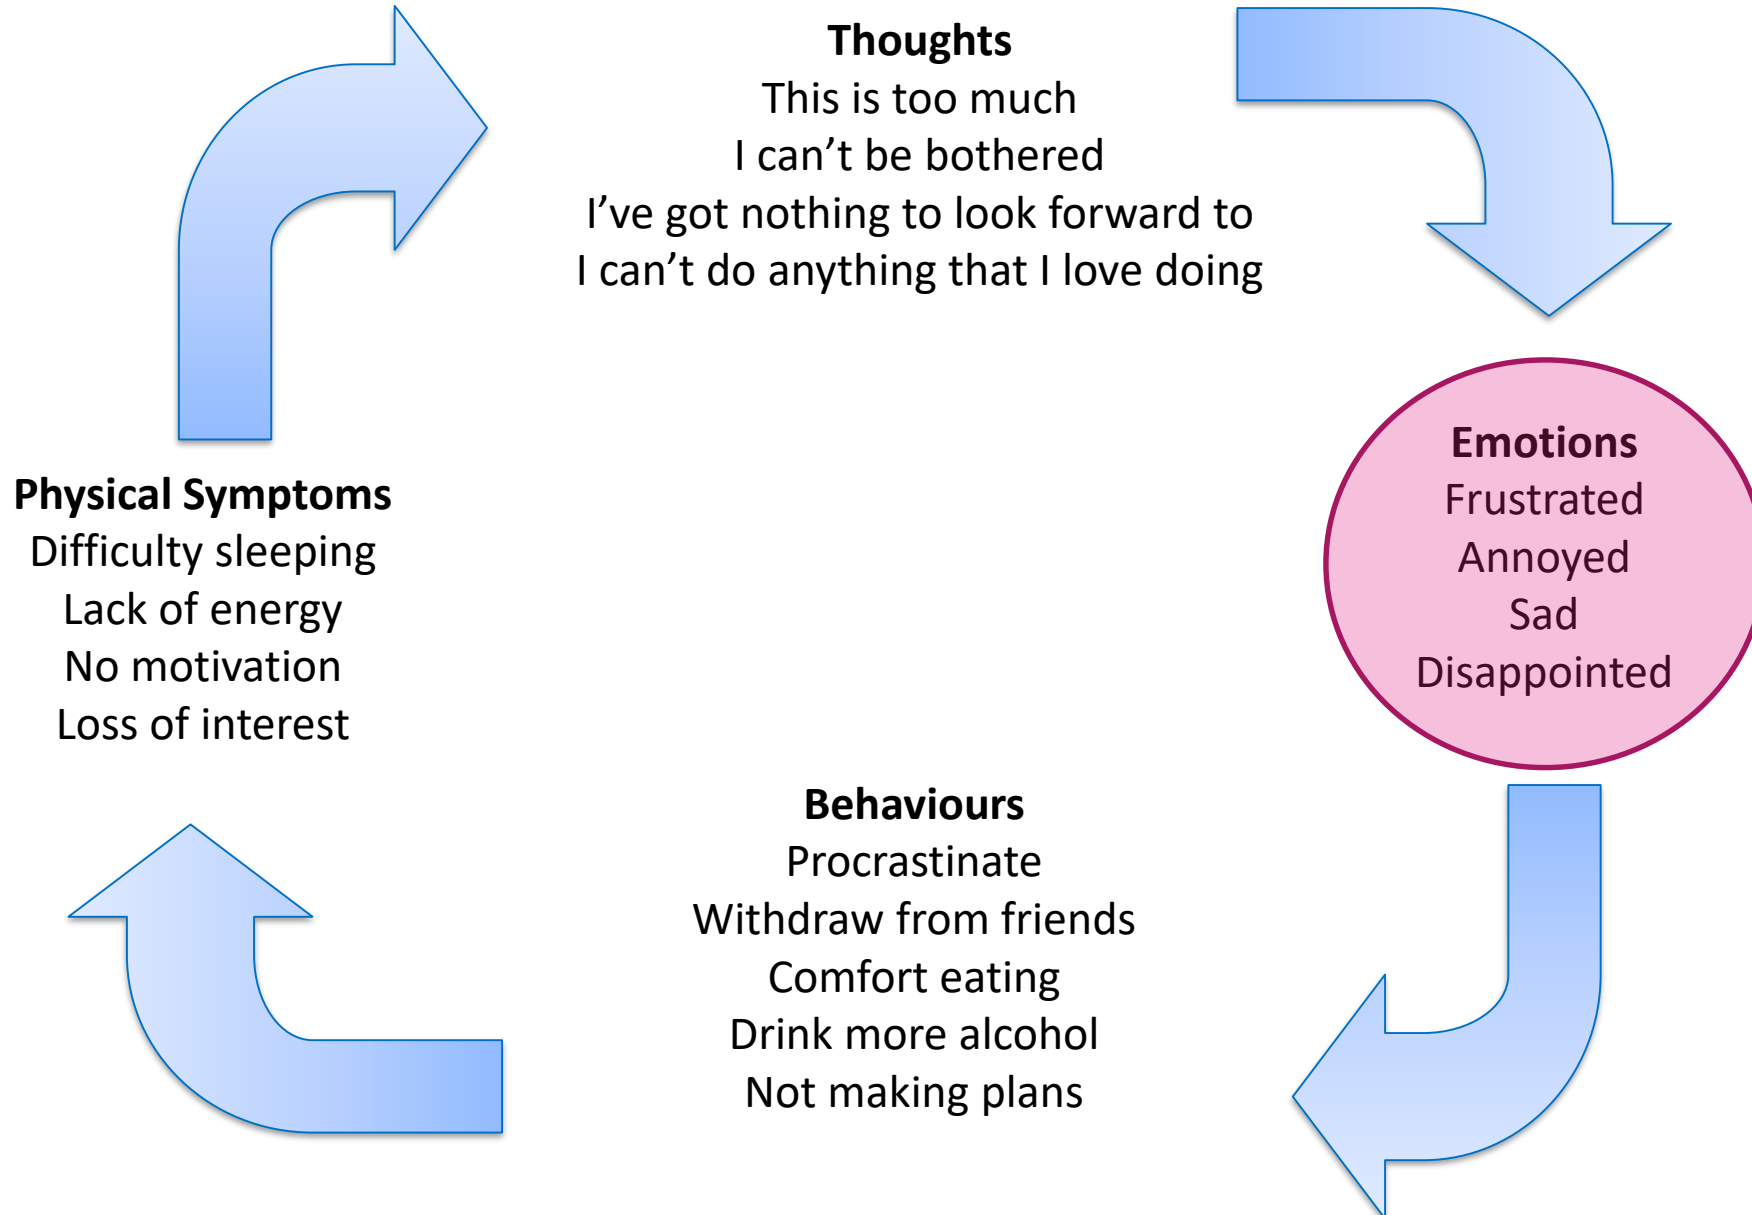 Thoughts
This is too much
I can’t be bothered
I’ve got nothing to look forward to
I can’t do anything that I love doing
Emotions
Frustrated
Annoyed
Sad
Disappointed
Behaviours
Procrastinate
Withdraw from friends
Comfort eating
Drink more alcohol
Not making plans
Physical Symptoms
Difficulty sleeping
Lack of energy
No motivation
Loss of interest